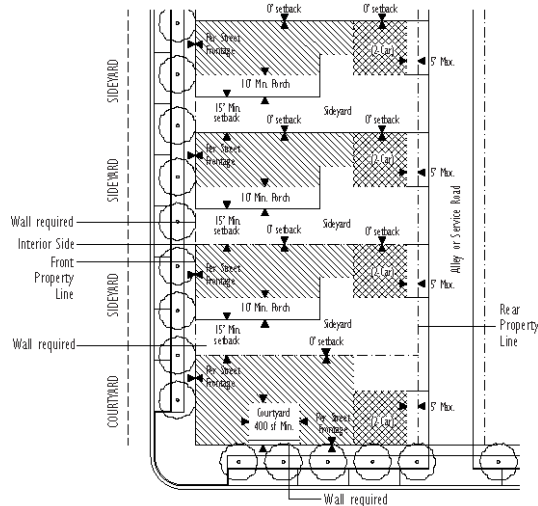 0' setback
0' setback
Per Street
Frontage
(2-Car)
5' Max.
SIDEYARD
10' Min. Porch
15' Min.
setback
Sideyard
0' setback
0' setback
Per Street
Frontage
(2-Car)
5' Max.
SIDEYARD
10' Min. Porch
Alley or Service Road
Wall required
15' Min.
setback
Sideyard
0' setback
0' setback
Interior Side
Front
Property
Line
Per Street
Frontage
(2-Car)
5' Max.
SIDEYARD
10' Min. Porch
Rear
Property
Line
15' Min.
setback
Sideyard
Wall required
0' setback
Per Street
Frontage
COURTYARD
Courtyard
400 sf Min.
Per Street
Frontage
(2-Car)
5' Max.
Wall required